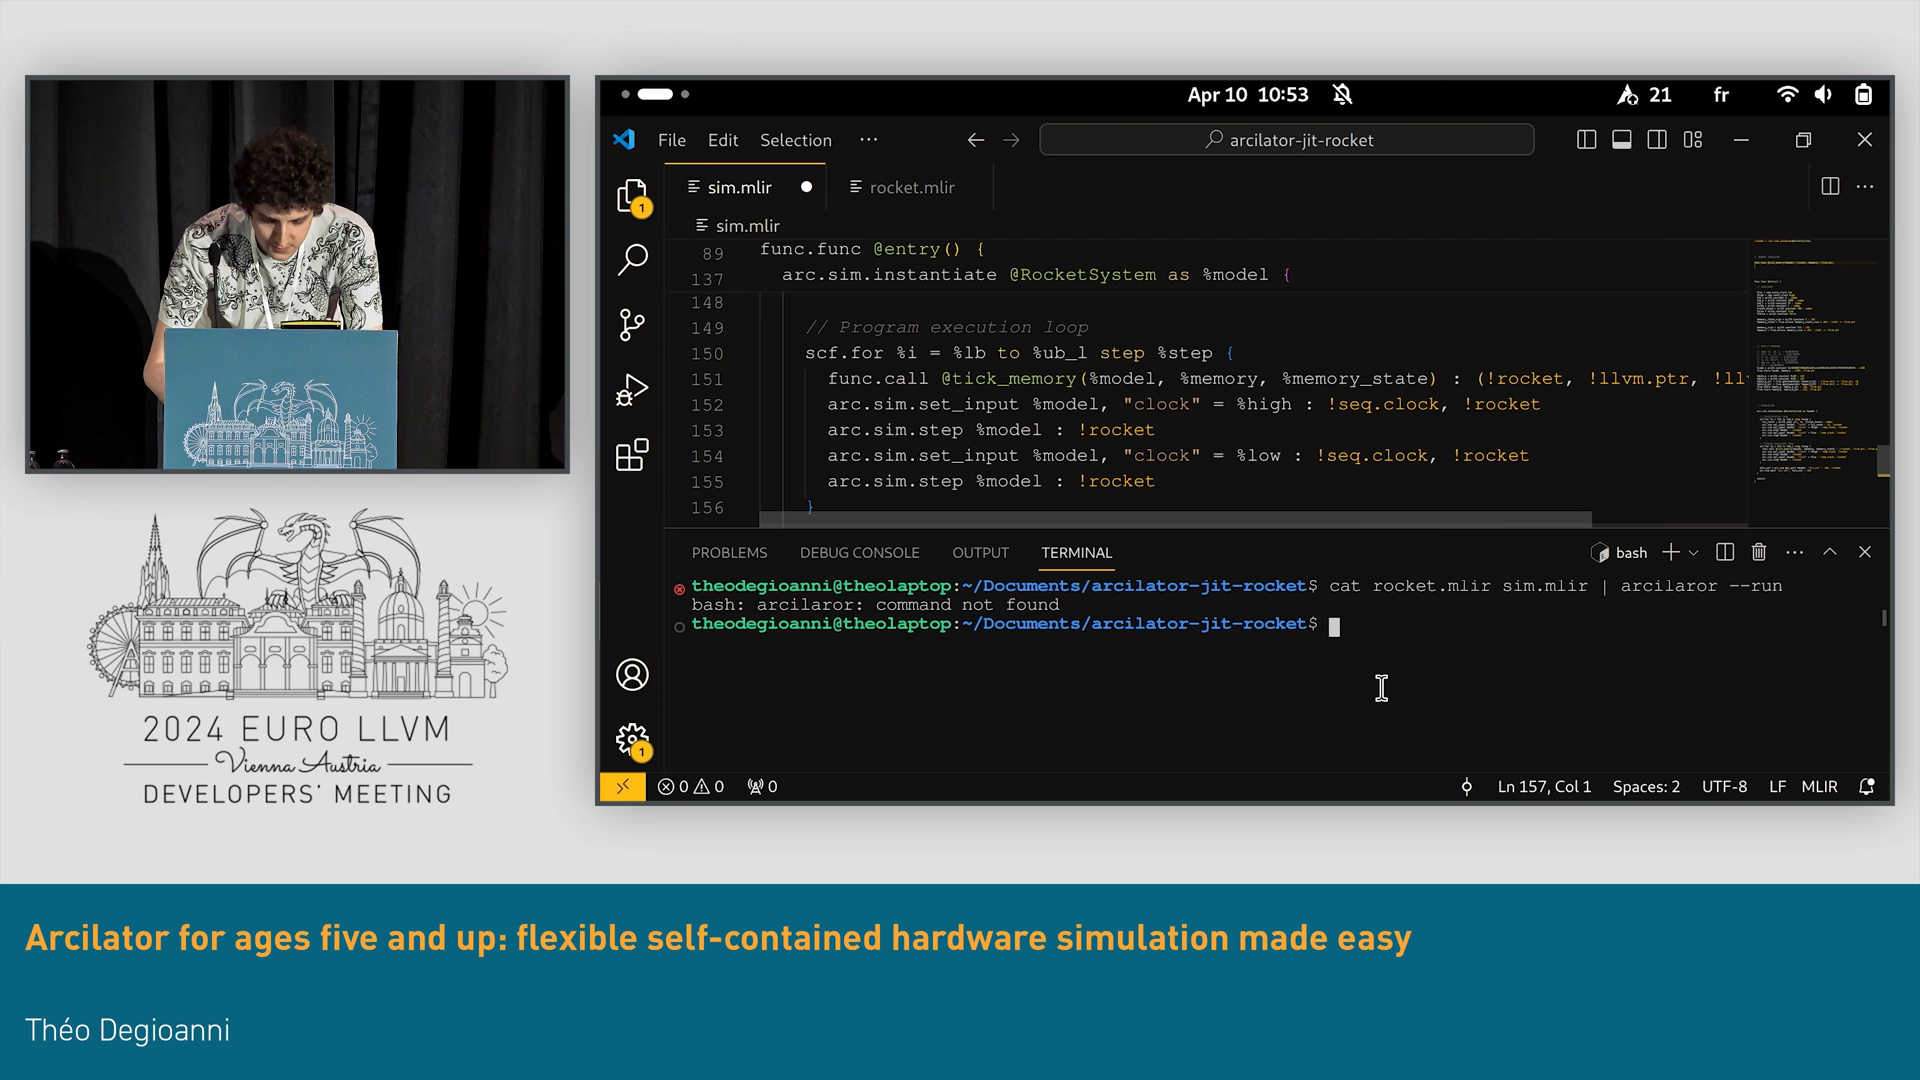 2024 EURO LLVM
Vienna Austria
DEVELOPERS' MEETING
Apr 10 10:53
21
fr
File Edit Selection ···
arcilator-jit-rocket
sim.mlir
rocket.mlir
sim.mlir
89 func.func @entry() {
137 arc.sim.instantiate @RocketSystem as %model {
148
149 // Program execution loop
150 scf.for %i = %lb to %ub_l step %step {
151 func.call @tick_memory(%model, %memory, %memory_state) : (!rocket, !llvm.ptr, !ll
152 arc.sim.set_input %model, "clock" = %high : !seq.clock, !rocket
153 arc.sim.step %model : !rocket
154 arc.sim.set_input %model, "clock" = %low : !seq.clock, !rocket
155 arc.sim.step %model : !rocket
156 }
PROBLEMS DEBUG CONSOLE OUTPUT TERMINAL
bash
theodegioanni@theolaptop:~/Documents/arcilator-jit-rocket$ cat rocket.mlir sim.mlir | arcilaror --run
bash: arcilaror: command not found
theodegioanni@theolaptop:~/Documents/arcilator-jit-rocket$
1
1
0 0 0
Ln 157, Col 1 Spaces: 2 UTF-8 LF MLIR
Arcilator for ages five and up: flexible self-contained hardware simulation made easy
Théo Degioanni